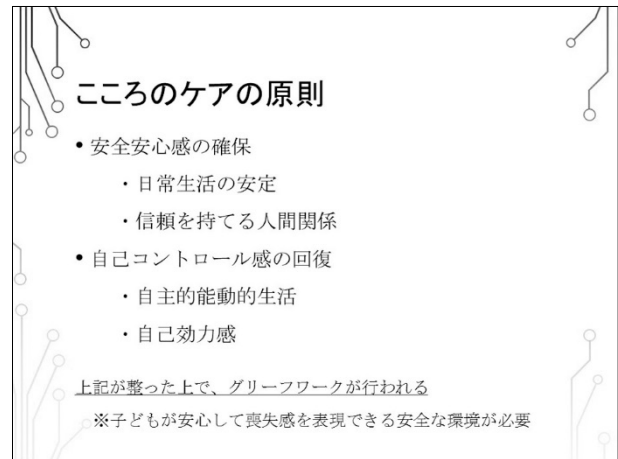 こころのケアの原則
• 安全安心感の確保
・日常生活の安定
・信頼を持てる人間関係
• 自己コントロール感の回復
・自主的能動的生活
・自己効力感
上記が整った上で、グリーフワークが行われる
※子どもが安心して喪失感を表現できる安全な環境が必要